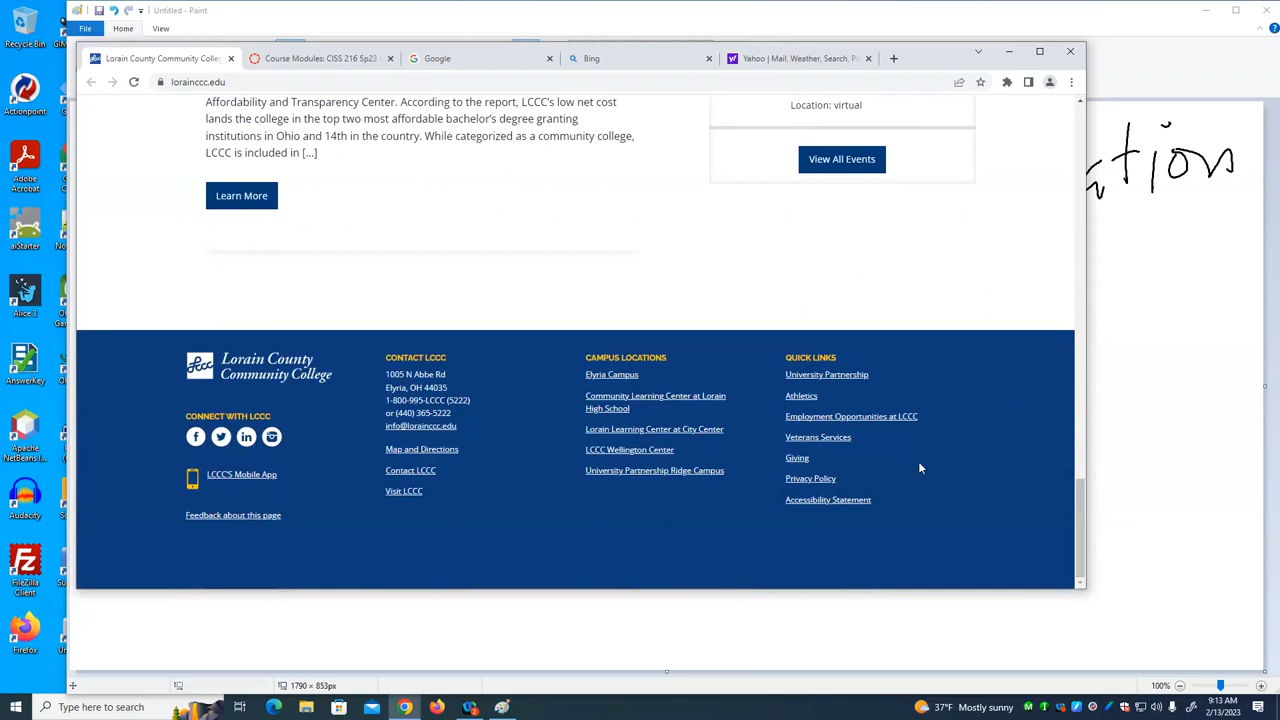 Untitled - Paint
File
Home
View
Recycle Bin
Actionpoint
Adobe
Acrobat
aiStarter
Alice 3
AnswerKey
Apache
NetBeans I...
Audacity
FileZilla
Client
Firefox
Lorain County Community Colleg
Course Modules: CISS 216 Sp23
Google
Bing
Yahoo | Mail, Weather, Search, Po
lorainccc.edu
Affordability and Transparency Center. According to the report, LCCC's low net cost
lands the college in the top two most affordable bachelor's degree granting
institutions in Ohio and 14th in the country. While categorized as a community college,
LCCC is included in [...]
Learn More
Location: virtual
View All Events
lccc
Lorain County
Community College
CONNECT WITH LCCC
LCCC'S Mobile App
Feedback about this page
CONTACT LCCC
1005 N Abbe Rd
Elyria, OH 44035
1-800-995-LCCC (5222)
or (440) 365-5222
info@lorainccc.edu
Map and Directions
Contact LCCC
Visit LCCC
CAMPUS LOCATIONS
Elyria Campus
Community Learning Center at Lorain
High School
Lorain Learning Center at City Center
LCCC Wellington Center
University Partnership Ridge Campus
QUICK LINKS
University Partnership
Athletics
Employment Opportunities at LCCC
Veterans Services
Giving
Privacy Policy
Accessibility Statement
1790 × 853px
100%
Type here to search
37°F Mostly sunny
9:13 AM
2/13/2023